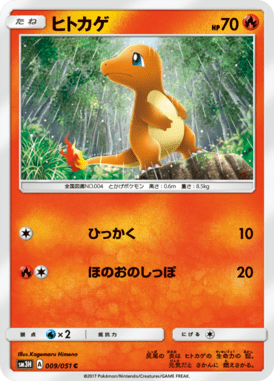 たね ヒトカゲ HP70
全国図鑑NO.004 とかげポケモン 高さ:0.6m 重さ:8.5kg
ひっかく 10
ほのおのしっぽ 20
弱点 ×2 抵抗力 にげる
Illus. Kagemaru Himeno
SM3H A 009/051 C
©2017 Pokémon/Nintendo/Creatures/GAME FREAK.